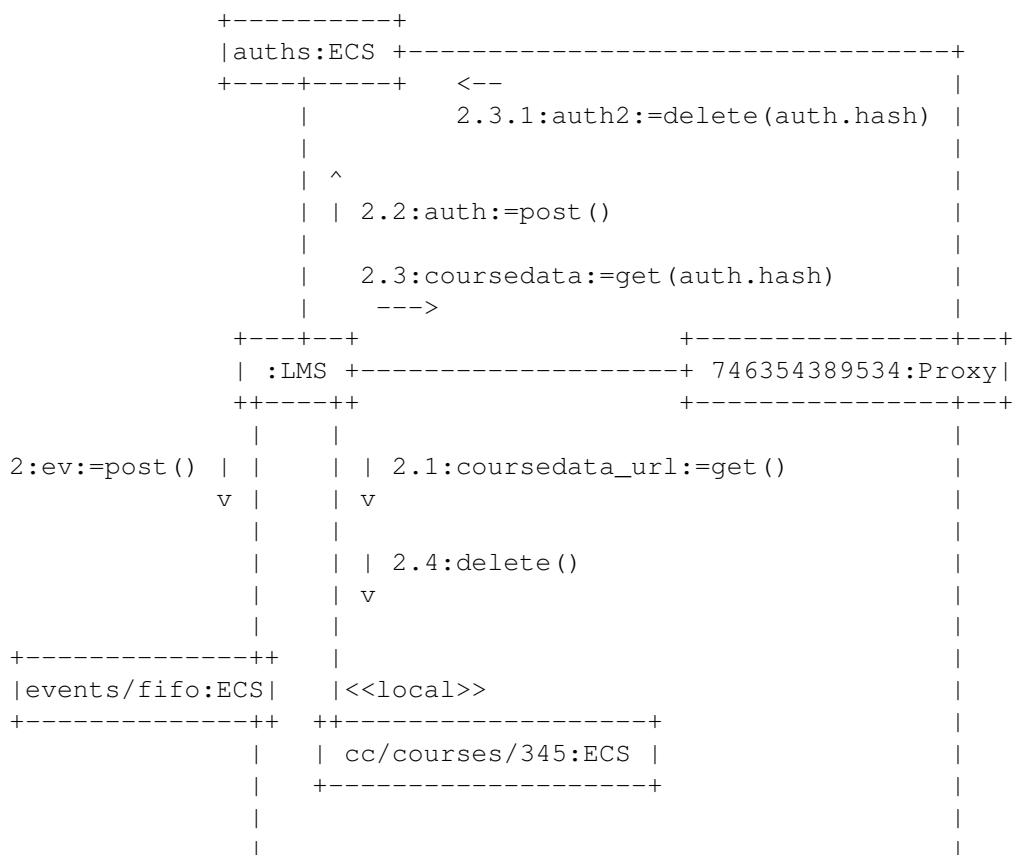 auths:ECS
<--
2.3.1:auth2:=delete(auth.hash)
^
2.2:auth:=post()
2.3:coursedata:=get(auth.hash)
--->
:LMS
746354389534:Proxy
2:ev:=post()
2.1:coursedata_url:=get()
v
v
2.4:delete()
v
events/fifo:ECS
<<local>>
cc/courses/345:ECS